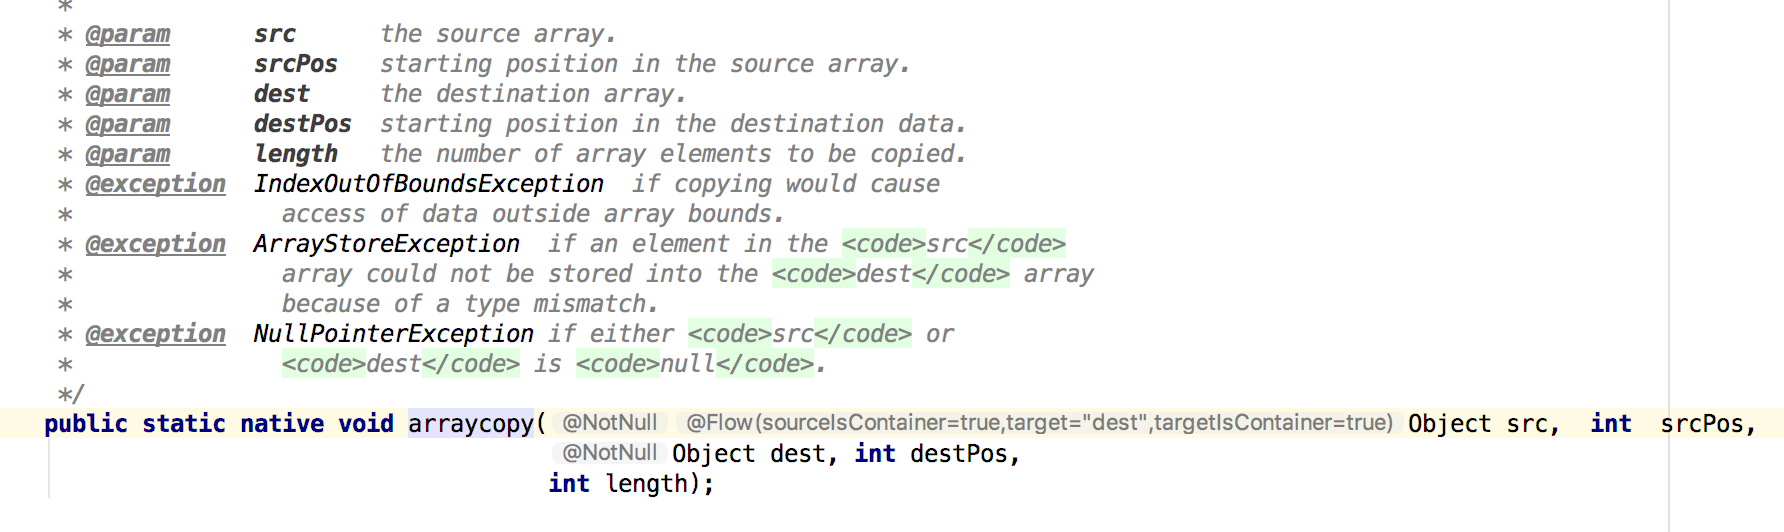 *
* @param      src      the source array.
* @param      srcPos   starting position in the source array.
* @param      dest     the destination array.
* @param      destPos  starting position in the destination data.
* @param      length   the number of array elements to be copied.
* @exception  IndexOutOfBoundsException  if copying would cause
*               access of data outside array bounds.
* @exception  ArrayStoreException  if an element in the <code>src</code>
*               array could not be stored into the <code>dest</code> array
*               because of a type mismatch.
* @exception  NullPointerException if either <code>src</code> or
*               <code>dest</code> is <code>null</code>.
*/
public static native void arraycopy( @NotNull @Flow(sourceIsContainer=true,target="dest",targetIsContainer=true) Object src,  int  srcPos,
@NotNull Object dest, int destPos,
int length);